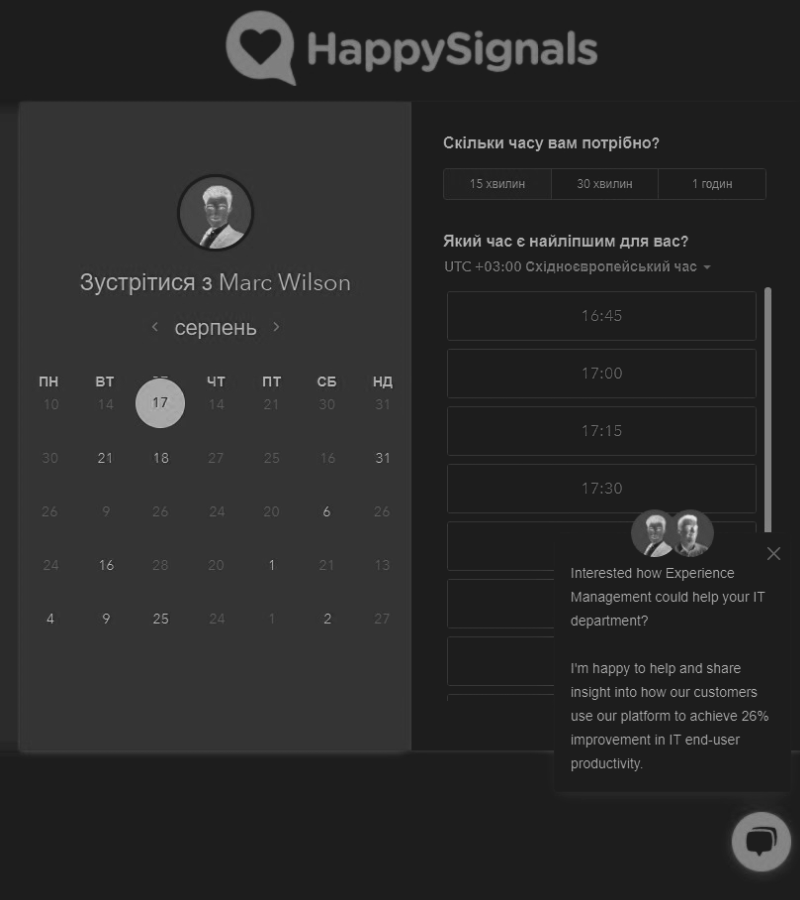 HappySignals
Зустрітися з Marc Wilson
серпень
ПН ВТ ЧТ ПТ СБ НД
10 14 17 14 21 30 31
30 21 18 27 25 16 31
26 9 26 24 20 6 26
24 16 28 20 1 21 13
4 9 25 24 1 2 27
Скільки часу вам потрібно?
15 хвилин 30 хвилин 1 годин
Який час є найліпшим для вас?
UTC +03:00 Східноєвропейський час
16:45
17:00
17:15
17:30
Interested how Experience
Management could help your IT
department?
I'm happy to help and share
insight into how our customers
use our platform to achieve 26%
improvement in IT end-user
productivity.